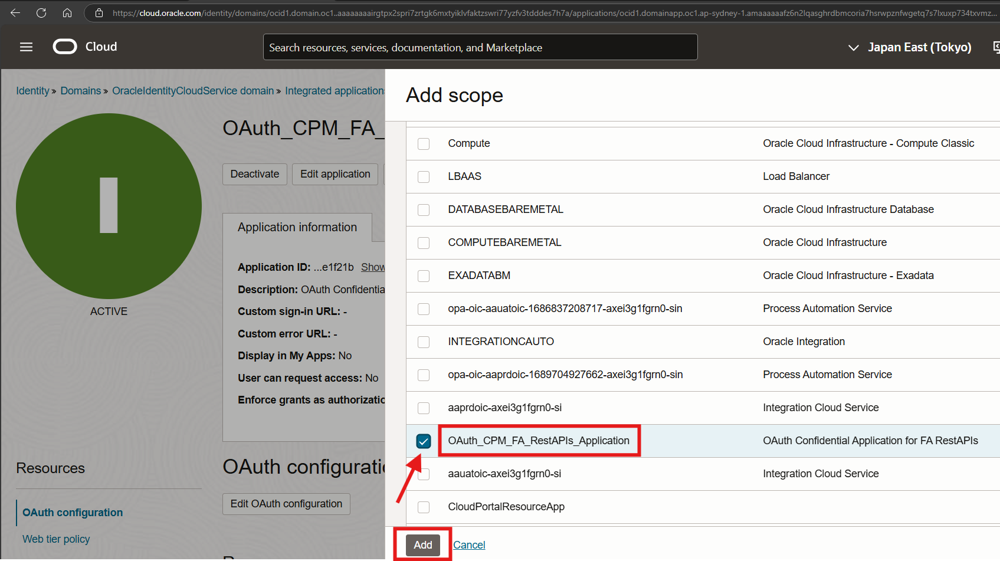 https://cloud.oracle.com/identity/domains/ocid1.domain.oc1..aaaaaaaairgtpx2spri7zrtgk6mxtyiklvfaktzswri77yzfv3tdddes7h7a/applications/ocid1.domainapp.oc1.ap-sydney-1.amaaaaaafz6n2lqasghrdbmcoria7hsrwpznfwgetq7s7lxuxp734txvmz...
Cloud
Search resources, services, documentation, and Marketplace
Japan East (Tokyo)
Identity » Domains » OracleIdentityCloudService domain » Integrated applications
OAuth_CPM_FA_
Deactivate
Edit application
I
ACTIVE
Application information
Application ID: ...e1f21b Show
Description: OAuth Confidentia
Custom sign-in URL: -
Custom error URL: -
Display in My Apps: No
User can request access: No
Enforce grants as authorizatio
Resources
OAuth configuration
Web tier policy
OAuth configuratio
Edit OAuth configuration
Add scope
Compute Oracle Cloud Infrastructure - Compute Classic
LBAAS Load Balancer
DATABASEBAREMETAL Oracle Cloud Infrastructure Database
COMPUTEBAREMETAL Oracle Cloud Infrastructure
EXADATABM Oracle Cloud Infrastructure - Exadata
opa-oic-aauatoic-1686837208717-axei3g1fgrn0-sin Process Automation Service
INTEGRATIONCAUTO Oracle Integration
opa-oic-aaprdoic-1689704927662-axei3g1fgrn0-sin Process Automation Service
aaprdoic-axei3g1fgrn0-si Integration Cloud Service
OAuth_CPM_FA_RestAPIs_Application OAuth Confidential Application for FA RestAPIs
aauatoic-axei3g1fgrn0-si Integration Cloud Service
CloudPortalResourceApp
Add Cancel